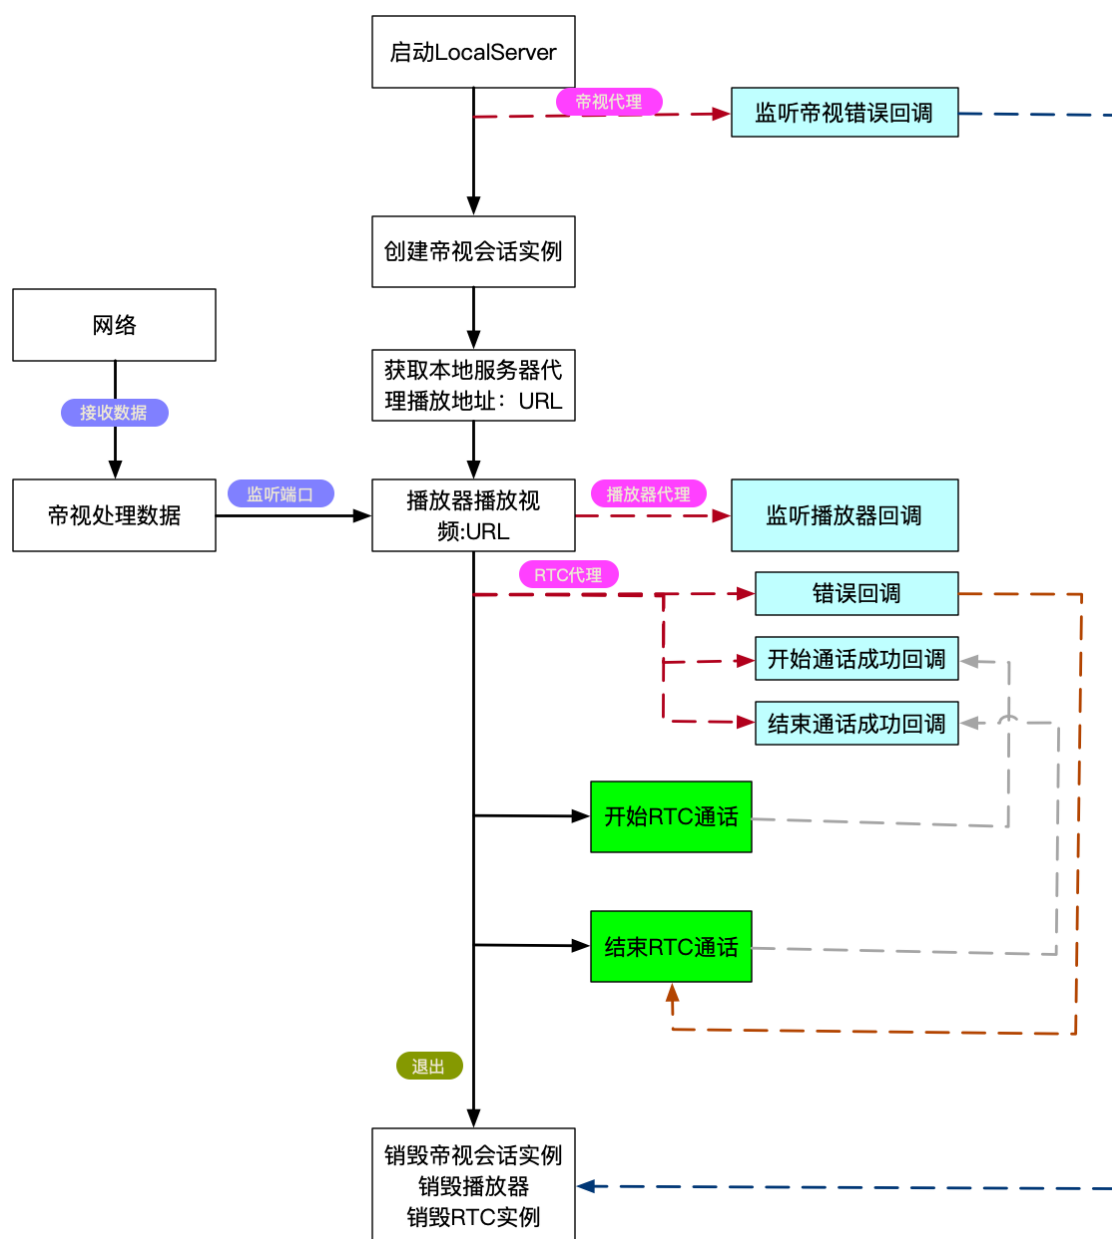 启动LocalServer
帝视代理
监听帝视错误回调
创建帝视会话实例
网络
接收数据
获取本地服务器代
理播放地址：URL
帝视处理数据
监听端口
播放器播放视
频:URL
播放器代理
监听播放器回调
RTC代理
错误回调
开始通话成功回调
结束通话成功回调
开始RTC通话
结束RTC通话
退出
销毁帝视会话实例
销毁播放器
销毁RTC实例